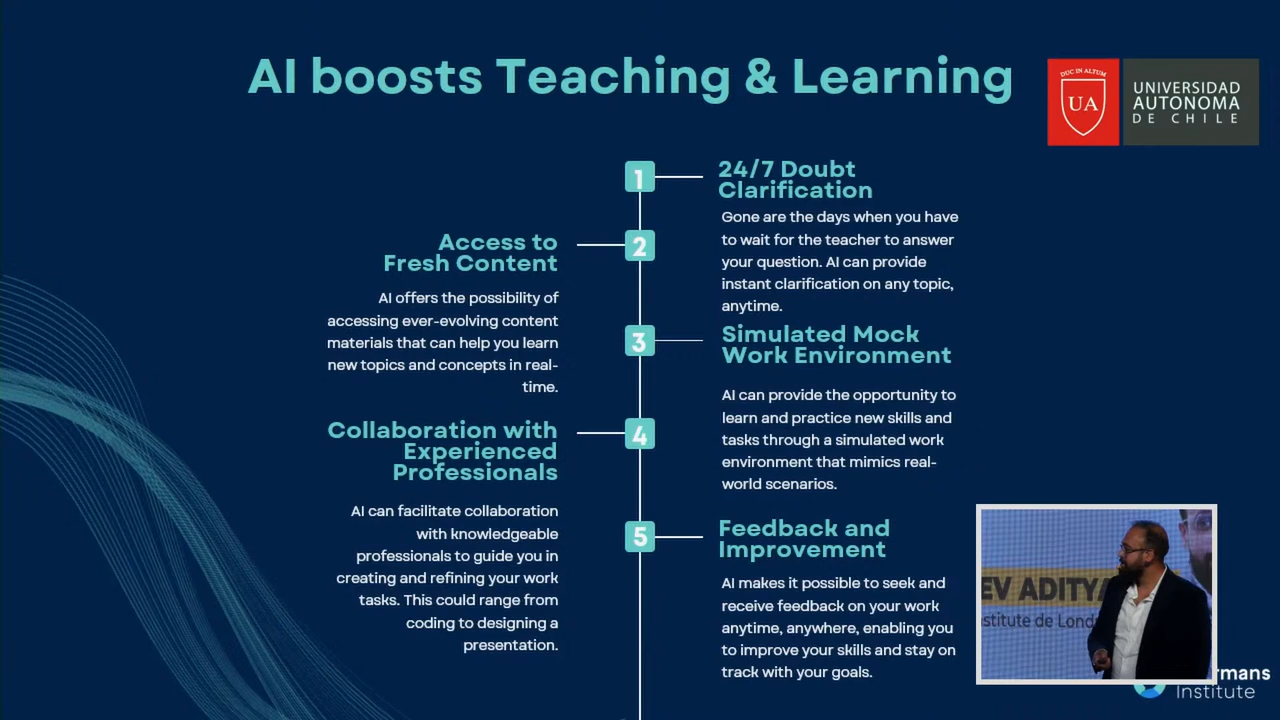 AI boosts Teaching & Learning
DUC IN ALTUM
UA
UNIVERSIDAD
AUTONOMA
DE CHILE
1
24/7 Doubt
Clarification
Gone are the days when you have
to wait for the teacher to answer
your question. AI can provide
instant clarification on any topic,
anytime.
2
Access to
Fresh Content
AI offers the possibility of
accessing ever-evolving content
materials that can help you learn
new topics and concepts in real-
time.
3
Simulated Mock
Work Environment
AI can provide the opportunity to
learn and practice new skills and
tasks through a simulated work
environment that mimics real-
world scenarios.
4
Collaboration with
Experienced
Professionals
AI can facilitate collaboration
with knowledgeable
professionals to guide you in
creating and refining your work
tasks. This could range from
coding to designing a
presentation.
5
Feedback and
Improvement
AI makes it possible to seek and
receive feedback on your work
anytime, anywhere, enabling you
to improve your skills and stay on
track with your goals.
EV ADITYA
nstitute de Lond
rmans
Institute